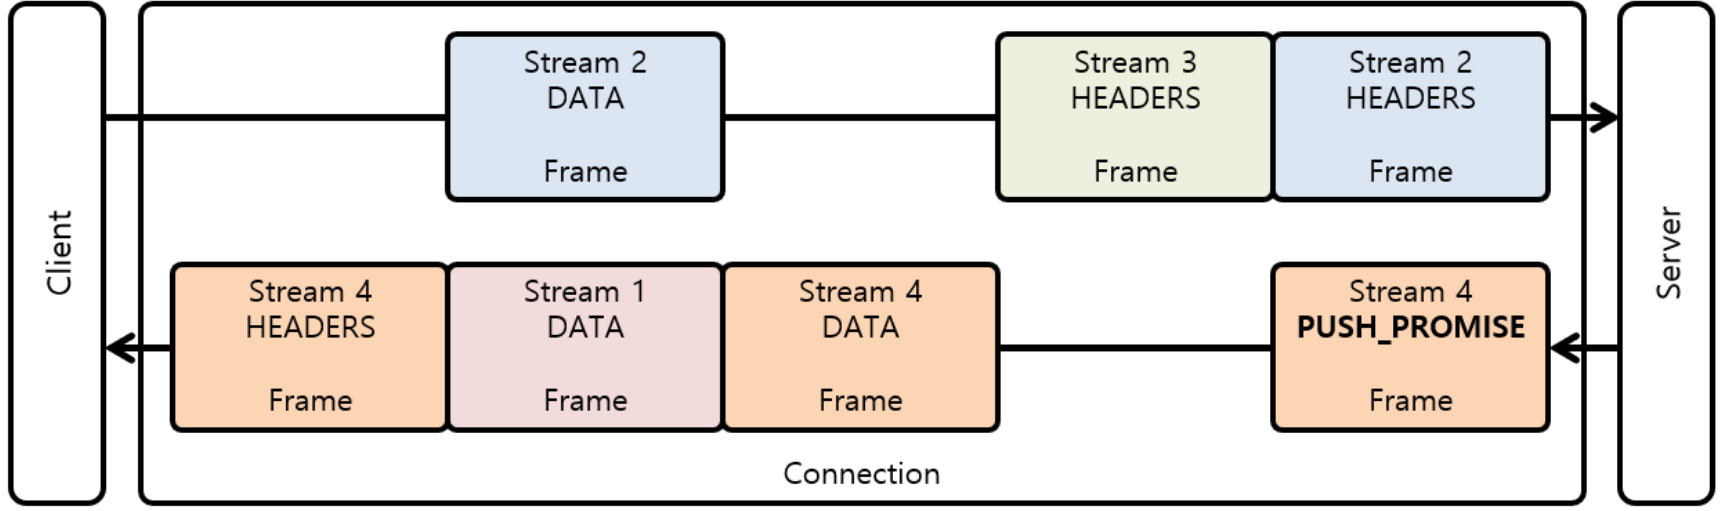 Client
Stream 2
DATA
Frame
Stream 3
HEADERS
Frame
Stream 2
HEADERS
Frame
Stream 4
HEADERS
Frame
Stream 1
DATA
Frame
Stream 4
DATA
Frame
Stream 4
PUSH_PROMISE
Frame
Connection
Server